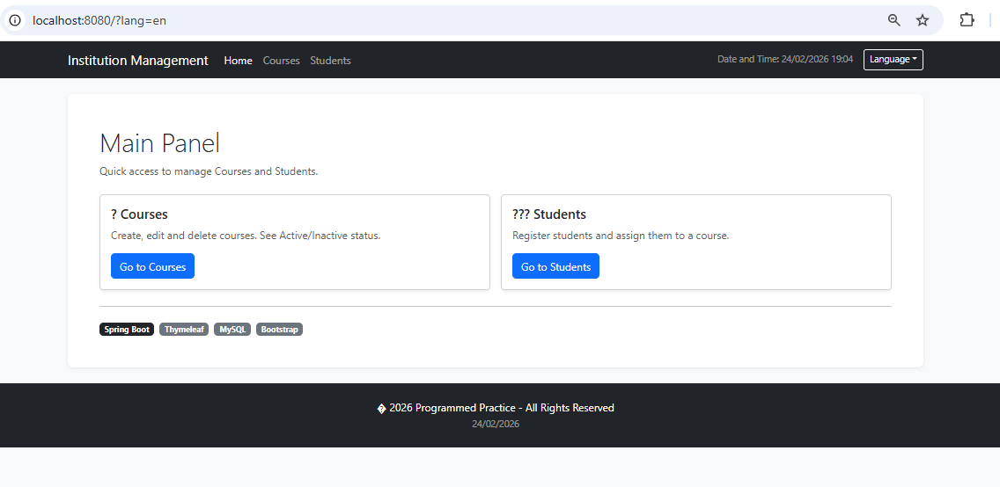 localhost:8080/?lang=en
Institution Management Home Courses Students Date and Time: 24/02/2026 19:04 Language
Main Panel
Quick access to manage Courses and Students.
? Courses
Create, edit and delete courses. See Active/Inactive status.
Go to Courses
??? Students
Register students and assign them to a course.
Go to Students
Spring Boot Thymeleaf MySQL Bootstrap
� 2026 Programmed Practice - All Rights Reserved
24/02/2026